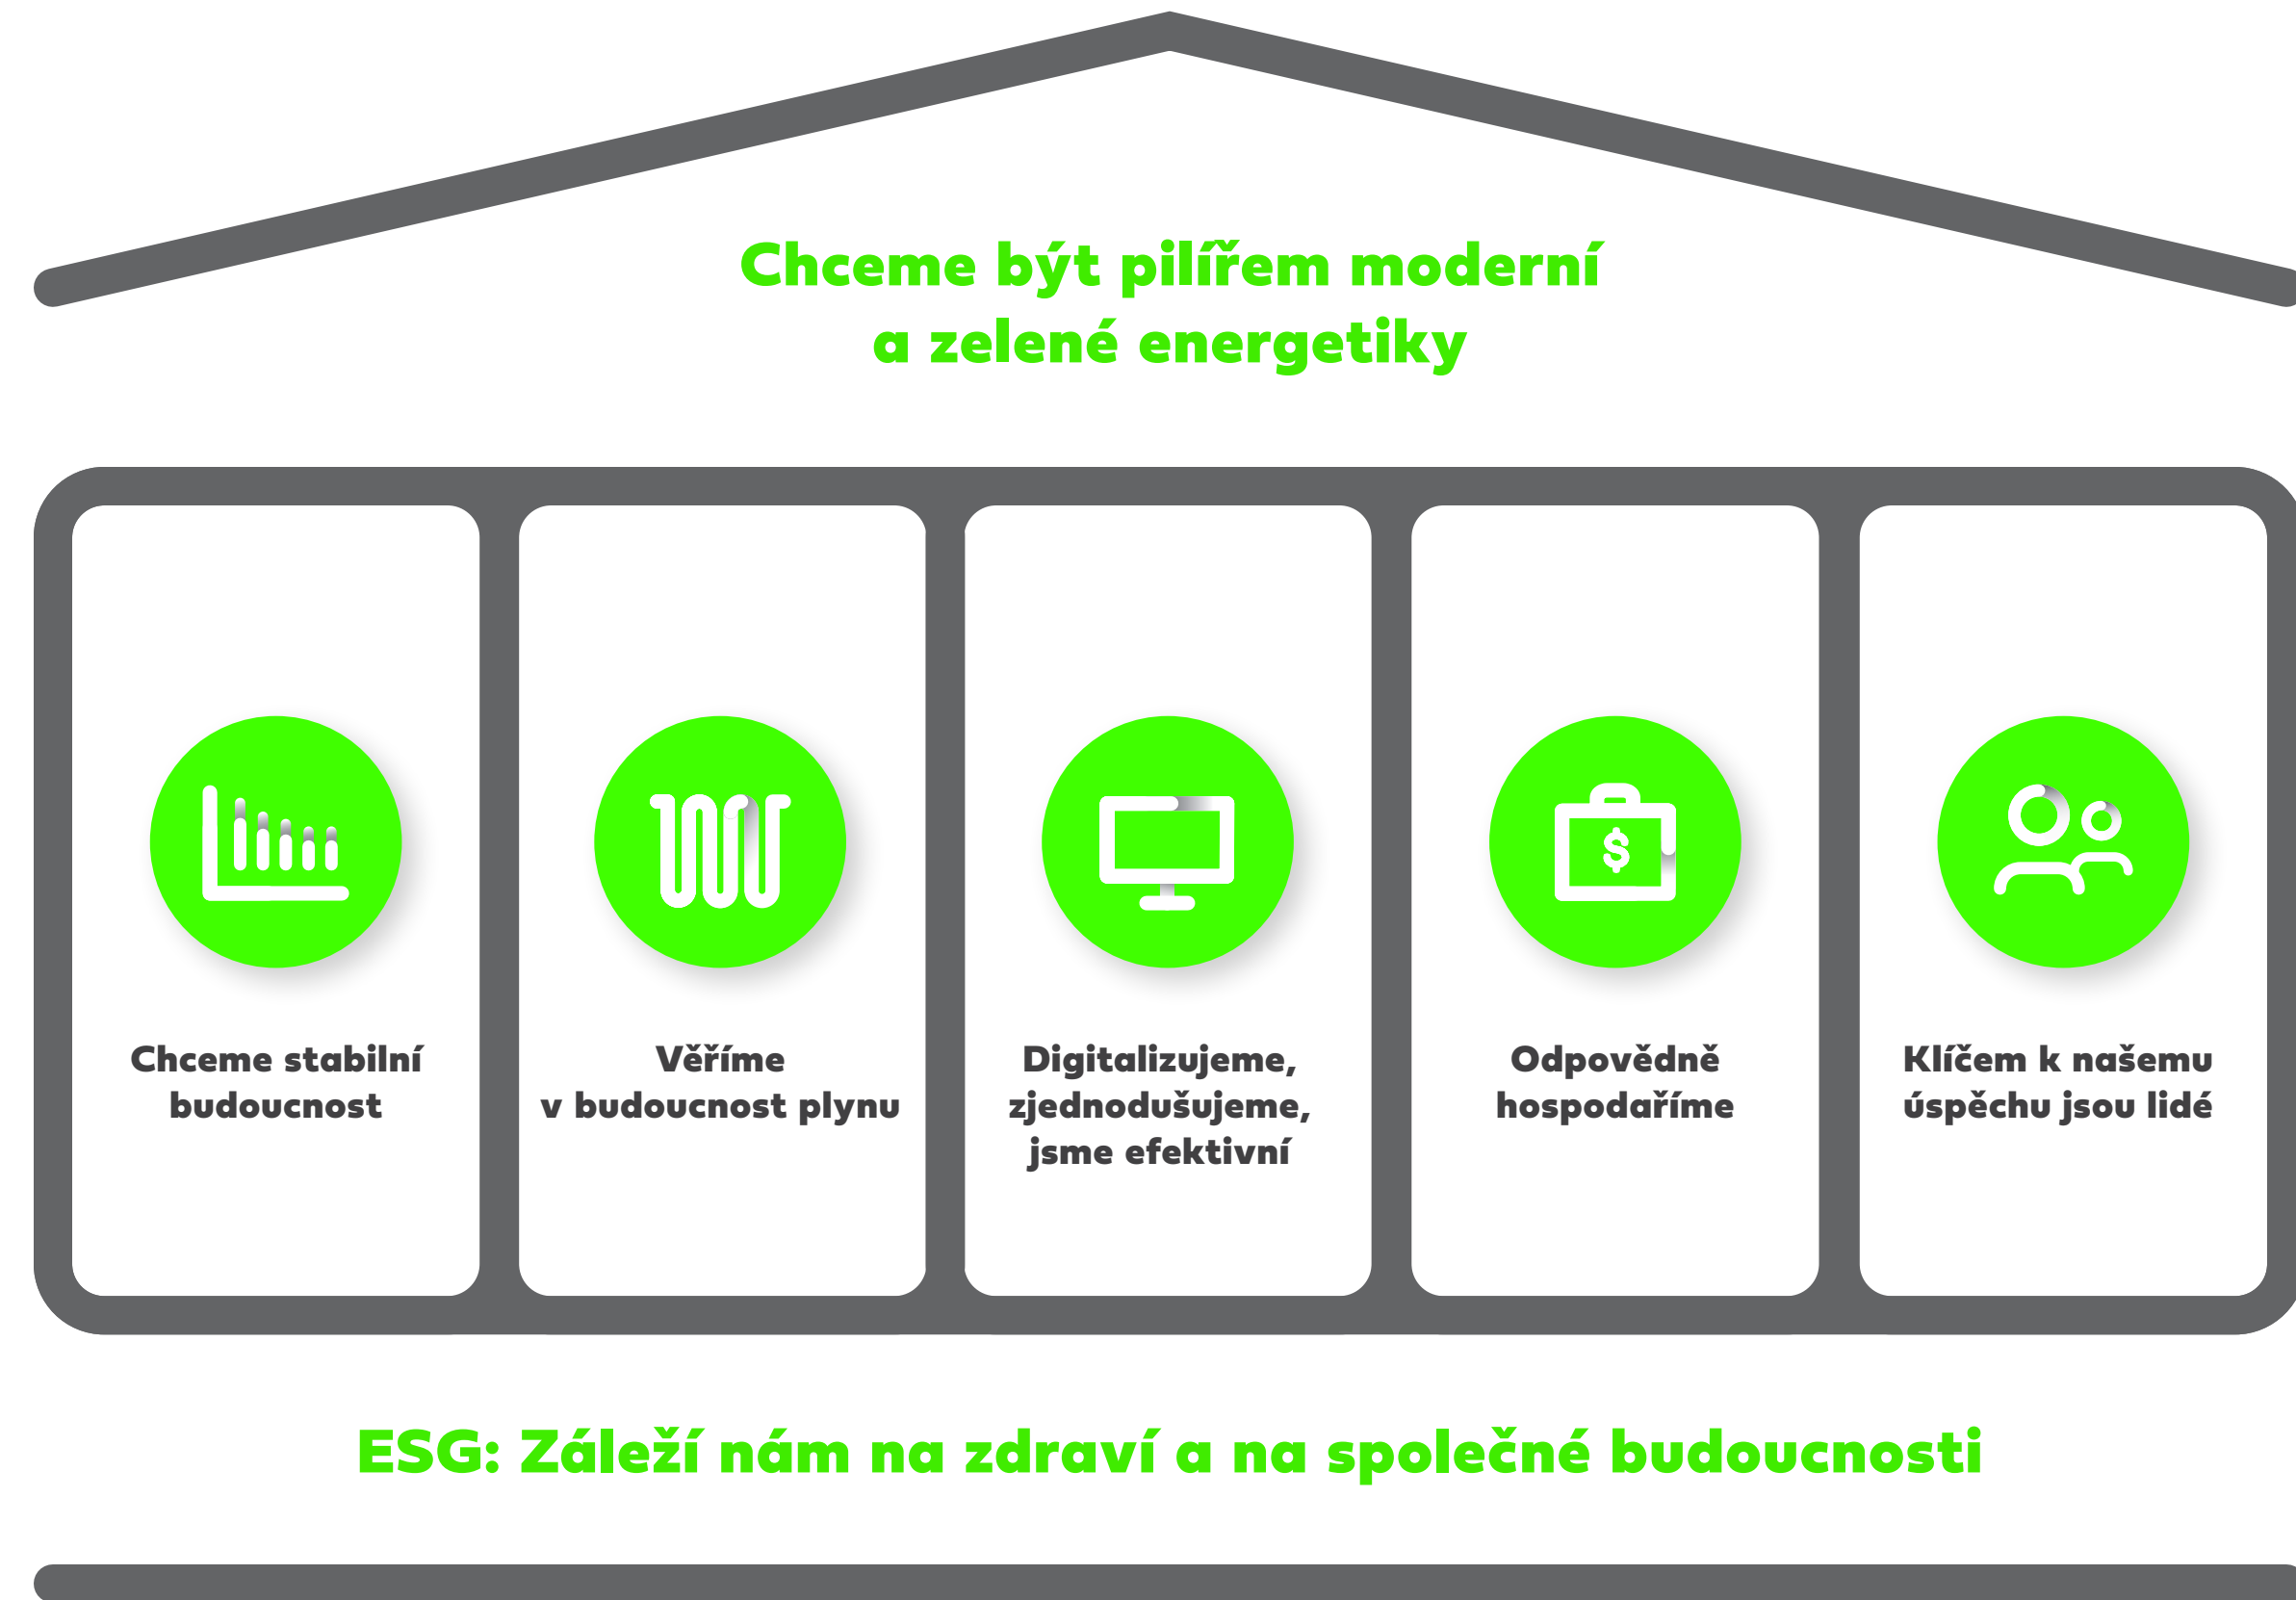 Chceme být pilířem moderní
a zelené energetiky
Chceme stabilní
budoucnost
Věříme
v budoucnost plynu
Digitalizujeme,
zjednodušujeme,
jsme efektivní
$
Odpovědně
hospodaříme
Klíčem k našemu
úspěchu jsou lidé
ESG: Záleží nám na zdraví a na společné budoucnosti